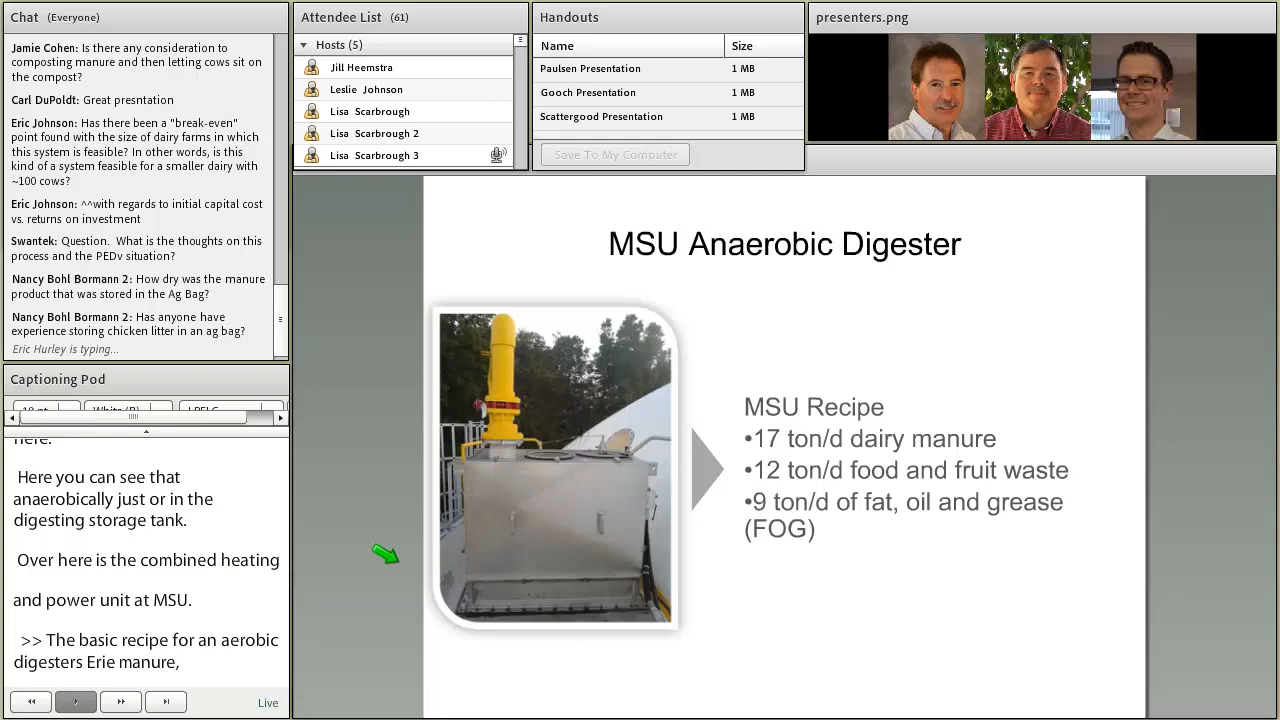 Chat (Everyone)
Jamie Cohen: Is there any consideration to
composting manure and then letting cows sit on
the compost?
Carl DuPoldt: Great presntation
Eric Johnson: Has there been a "break-even"
point found with the size of dairy farms in which
this system is feasible? In other words, is this
kind of a system feasible for a smaller dairy with
~100 cows?
Eric Johnson: ^^with regards to initial capital cost
vs. returns on investment
Swantek: Question. What is the thoughts on this
process and the PEDv situation?
Nancy Bohl Bormann 2: How dry was the manure
product that was stored in the Ag Bag?
Nancy Bohl Bormann 2: Has anyone have
experience storing chicken litter in an ag bag?
Eric Hurley is typing...
Captioning Pod
18 pt
White (B)
LPELC
here.
Here you can see that
anaerobically just or in the
digesting storage tank.
Over here is the combined heating
and power unit at MSU.
>> The basic recipe for an aerobic
digesters Erie manure,
Live
Attendee List (61)
Hosts (5)
Jill Heemstra
Leslie Johnson
Lisa Scarbrough
Lisa Scarbrough 2
Lisa Scarbrough 3
Handouts
Name Size
Paulsen Presentation 1 MB
Gooch Presentation 1 MB
Scattergood Presentation 1 MB
Save To My Computer
presenters.png
MSU Anaerobic Digester
MSU Recipe
•17 ton/d dairy manure
•12 ton/d food and fruit waste
•9 ton/d of fat, oil and grease
(FOG)